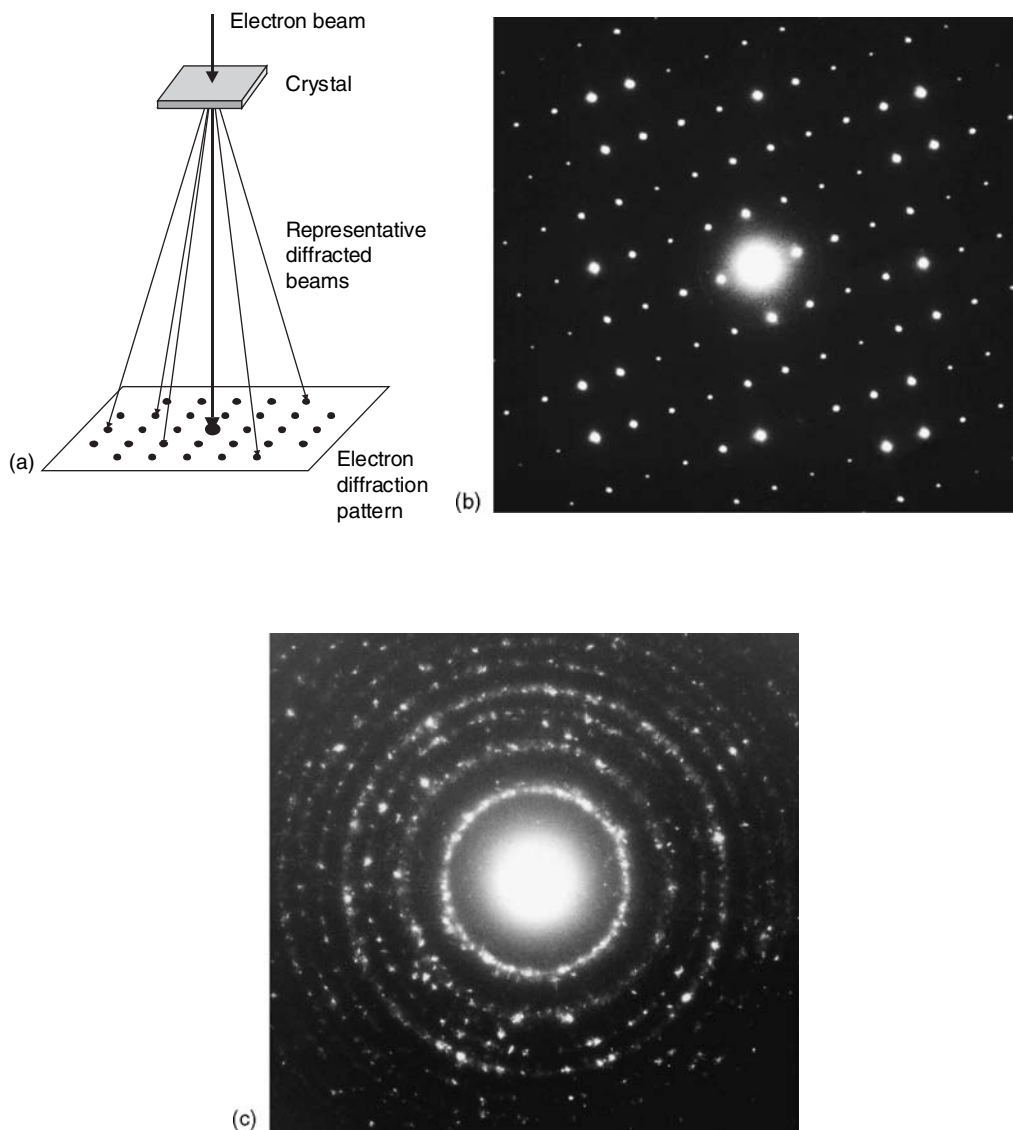 Electron beam
Crystal
Representative
diffracted
beams
(a)
Electron
diffraction
pattern
(b)
(c)